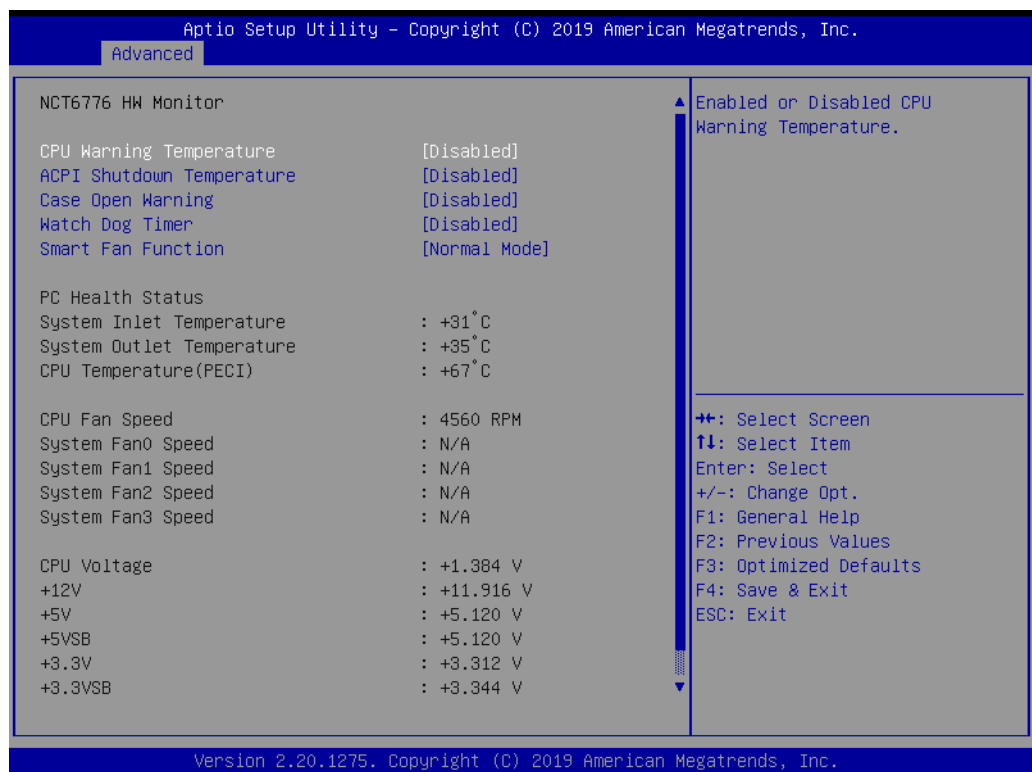 Aptio Setup Utility – Copyright (C) 2019 American Megatrends, Inc.
Advanced
NCT6776 HW Monitor
CPU Warning Temperature [Disabled]
ACPI Shutdown Temperature [Disabled]
Case Open Warning [Disabled]
Watch Dog Timer [Disabled]
Smart Fan Function [Normal Mode]
PC Health Status
System Inlet Temperature : +31°C
System Outlet Temperature : +35°C
CPU Temperature(PECI) : +67°C
CPU Fan Speed : 4560 RPM
System Fan0 Speed : N/A
System Fan1 Speed : N/A
System Fan2 Speed : N/A
System Fan3 Speed : N/A
CPU Voltage : +1.384 V
+12V : +11.916 V
+5V : +5.120 V
+5VSB : +5.120 V
+3.3V : +3.312 V
+3.3VSB : +3.344 V
Enabled or Disabled CPU
Warning Temperature.
→←: Select Screen
↑↓: Select Item
Enter: Select
+/-: Change Opt.
F1: General Help
F2: Previous Values
F3: Optimized Defaults
F4: Save & Exit
ESC: Exit
Version 2.20.1275. Copyright (C) 2019 American Megatrends, Inc.